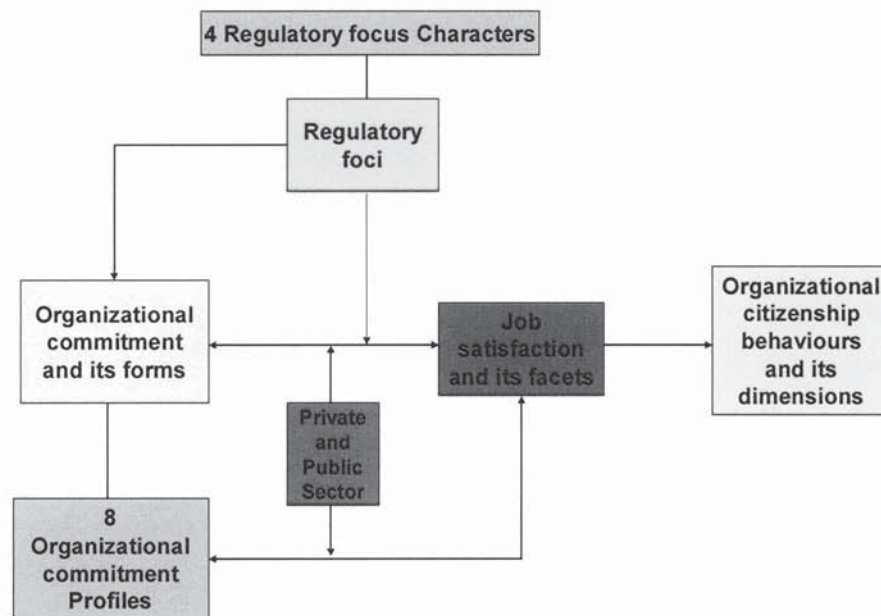 4 Regulatory focus Characters
Regulatory
foci
Organizational
commitment
and its forms
Job
satisfaction
and its facets
Organizational
citizenship
behaviours
and its
dimensions
Private
and
Public
Sector
8
Organizational
commitment
Profiles